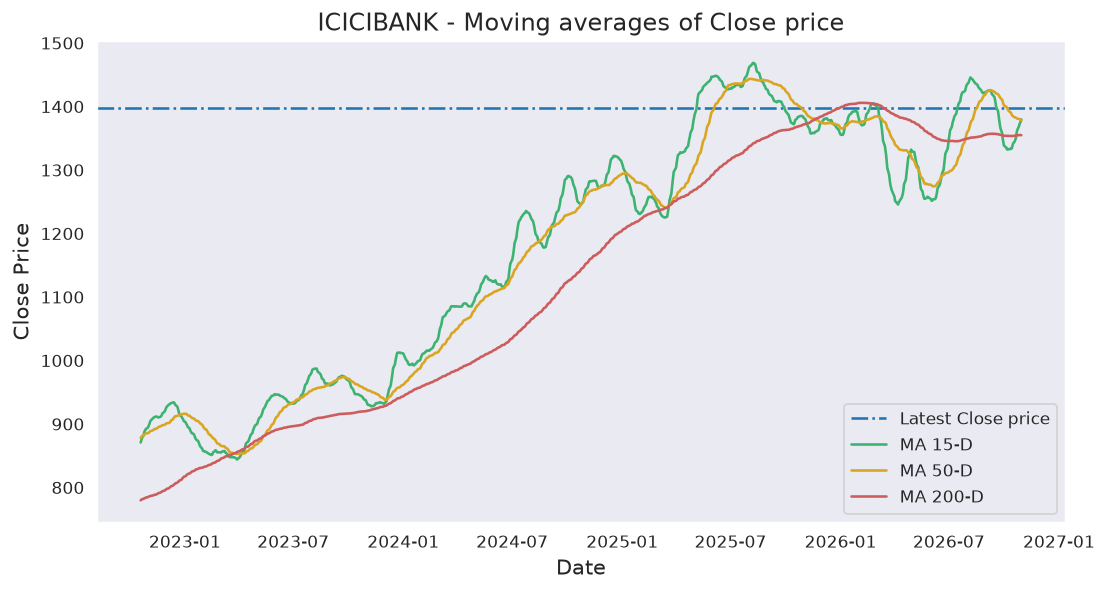 ICICIBANK - Moving averages of Close price
1500
1400
1300
1200
1100
1000
900
800
Close Price
Latest Close price
MA 15-D
MA 50-D
MA 200-D
2023-01 2023-07 2024-01 2024-07 2025-01 2025-07 2026-01 2026-07 2027-01
Date